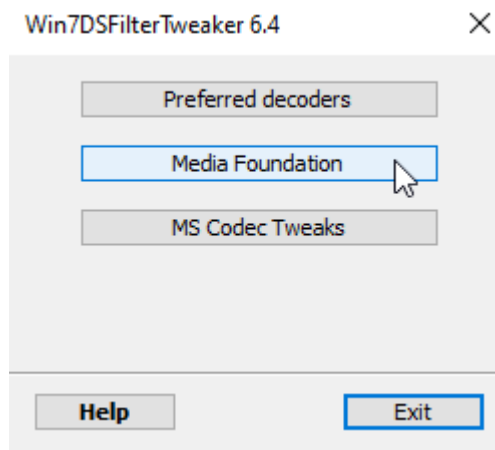 Win7DSFilterTweaker 6.4
Preferred decoders
Media Foundation
MS Codec Tweaks
Help Exit